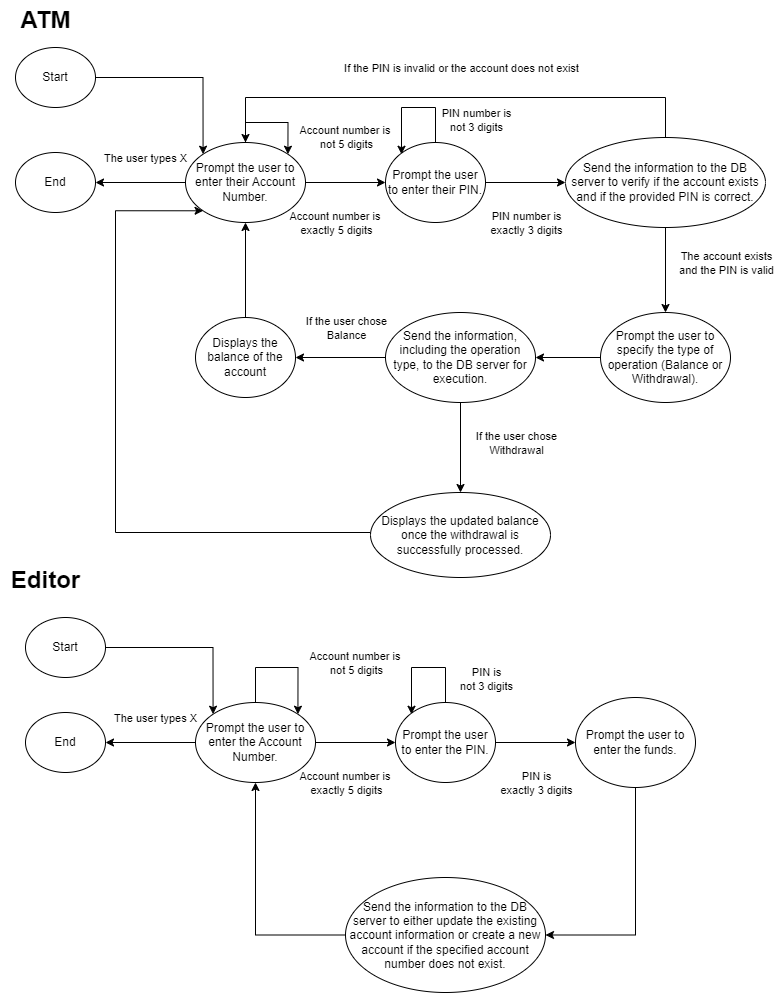 ATM
If the PIN is invalid or the account does not exist
Start
Account number is
not 5 digits
PIN number is
not 3 digits
The user types X
End
Prompt the user to
enter their Account
Number.
Prompt the user
to enter their PIN.
Send the information to the DB
server to verify if the account exists
and if the provided PIN is correct.
Account number is
exactly 5 digits
PIN number is
exactly 3 digits
The account exists
and the PIN is valid
If the user chose
Balance
Displays the
balance of the
account
Send the information,
including the operation
type, to the DB server for
execution.
Prompt the user to
specify the type of
operation (Balance or
Withdrawal).
If the user chose
Withdrawal
Displays the updated balance
once the withdrawal is
successfully processed.
Editor
Start
Account number is
not 5 digits
PIN is
not 3 digits
The user types X
End
Prompt the user to
enter the Account
Number.
Prompt the user
to enter the PIN.
Prompt the user to
enter the funds.
Account number is
exactly 5 digits
PIN is
exactly 3 digits
Send the information to the DB
server to either update the existing
account information or create a new
account if the specified account
number does not exist.